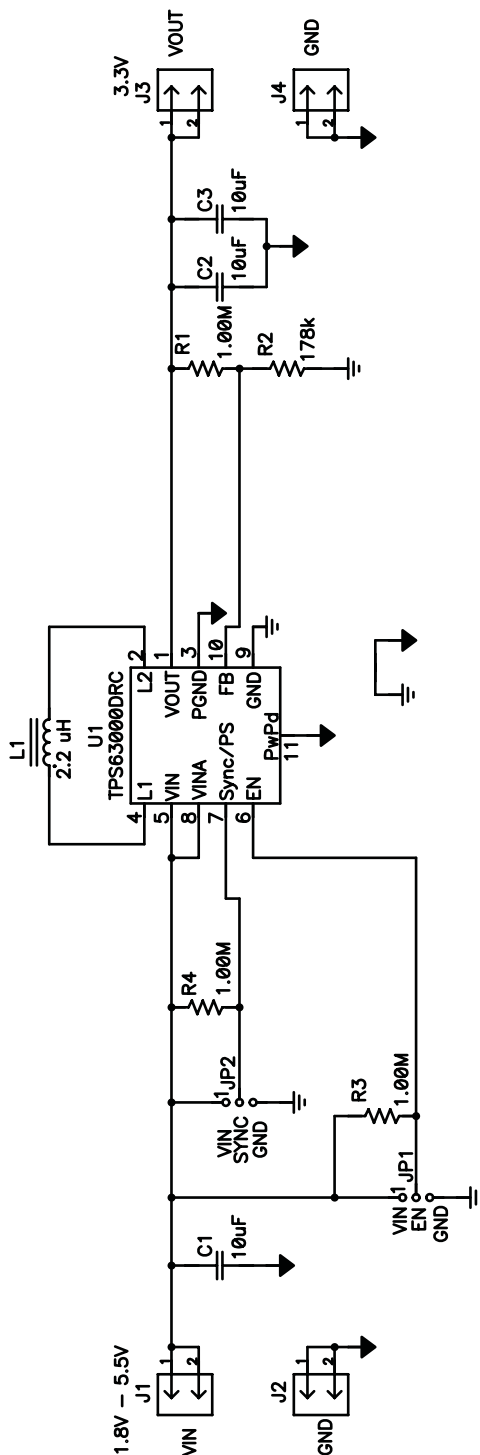 1.8V – 5.5V
J1
VIN
1
2
J2
GND
1
2
C1
10uF
VIN
EN
GND
1
JP1
R3
1.00M
VIN
SYNC
GND
1
JP2
R4
1.00M
L1
2.2 uH
U1
TPS63000DRC
4
L1
L2
2
5
VIN
VOUT
1
8
VINA
PGND
3
7
Sync/PS
FB
10
6
EN
GND
9
PwPd
11
R1
1.00M
R2
178k
C2
10uF
C3
10uF
3.3V
J3
VOUT
1
2
J4
GND
1
2